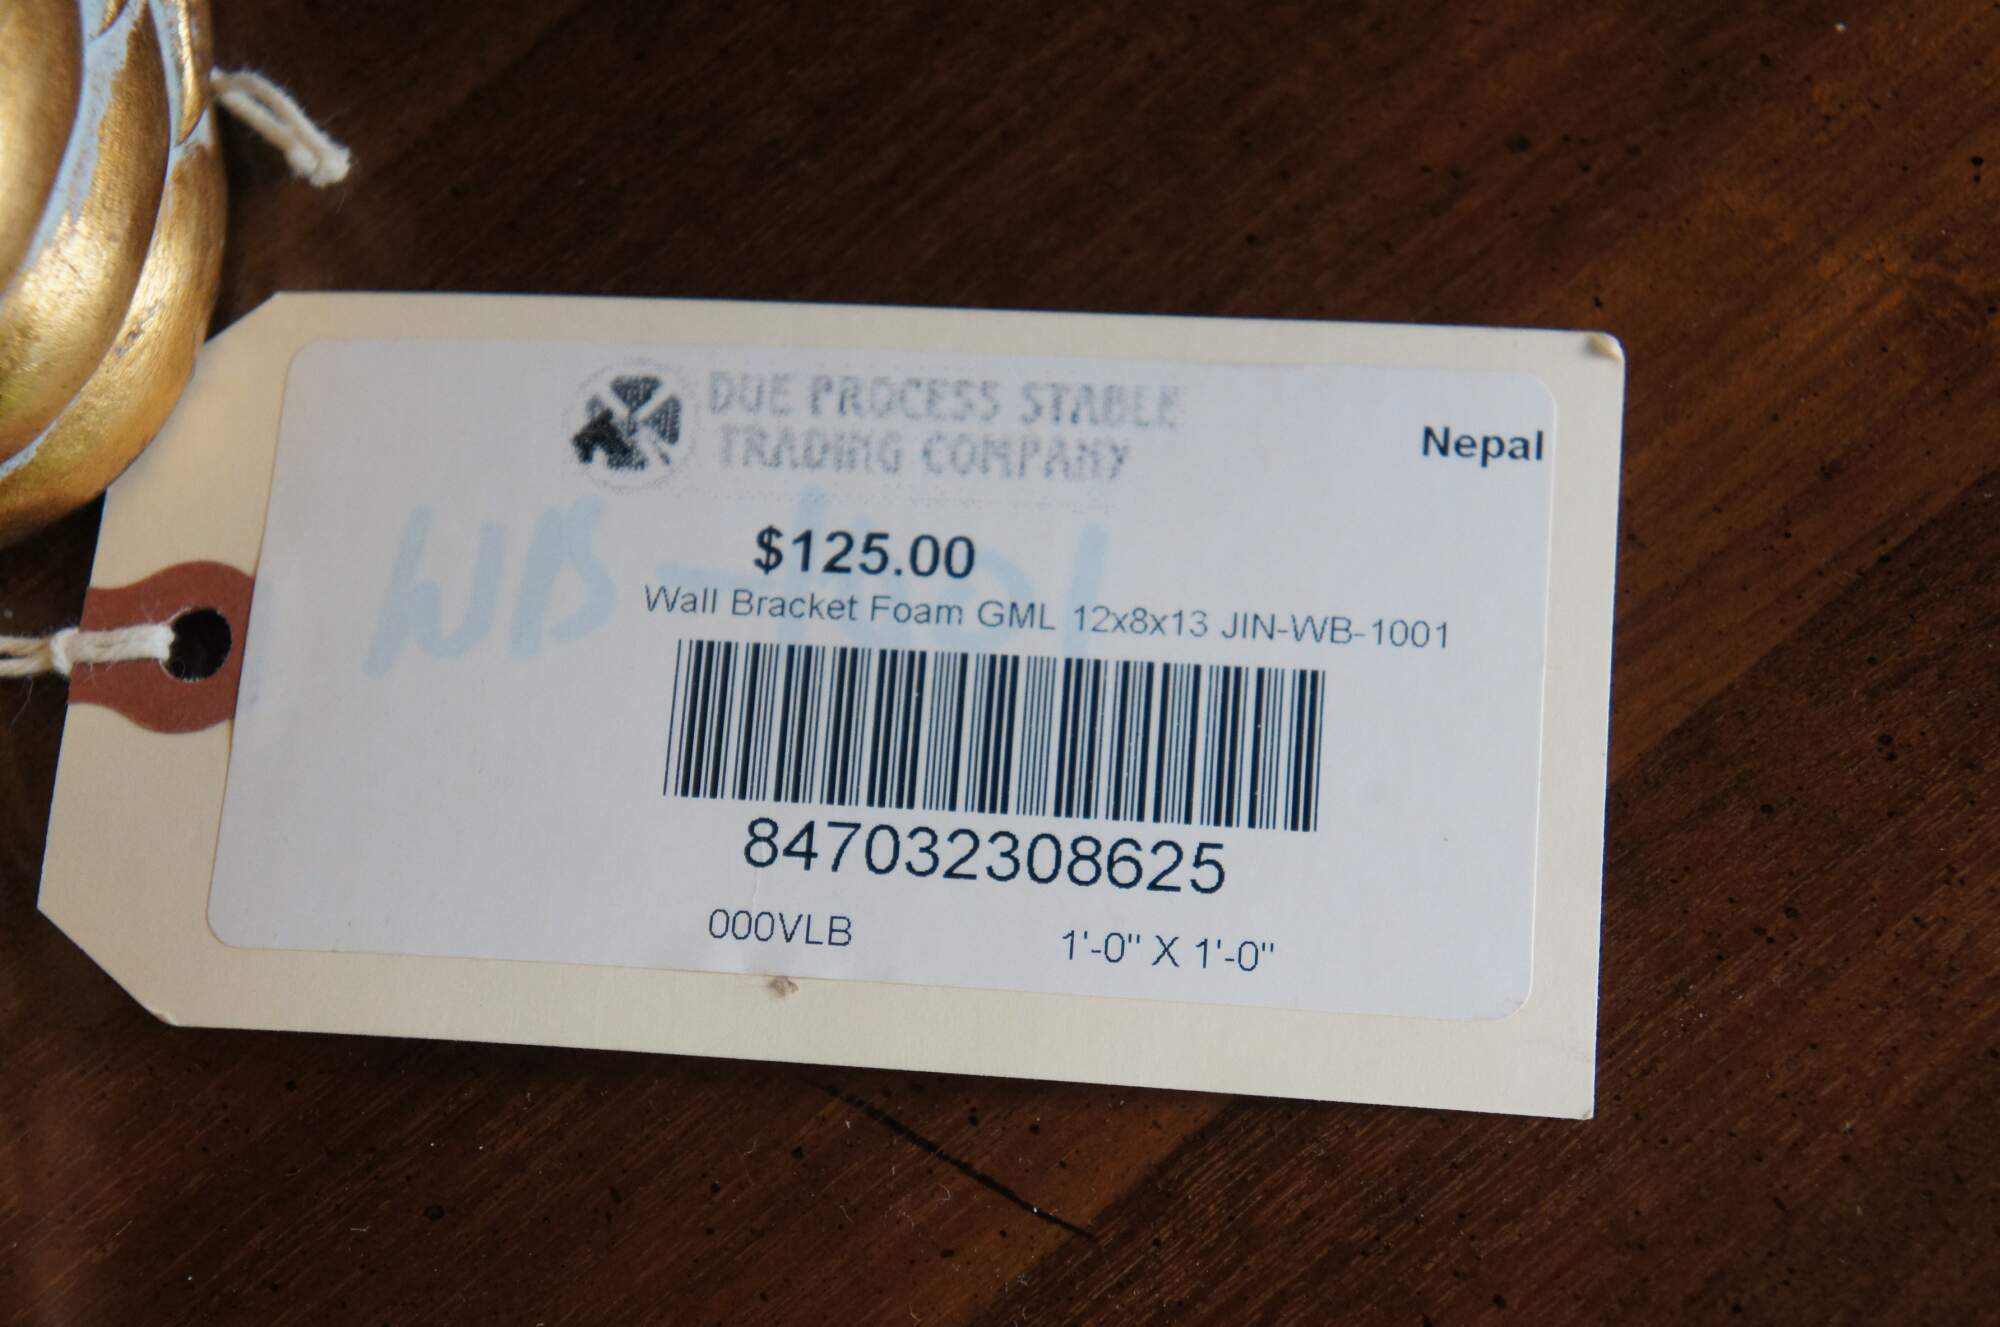 DUE PROCESS STABLE
TRADING COMPANY
Nepal
$125.00
Wall Bracket Foam GML 12x8x13 JIN-WB-1001
847032308625
000VLB 1'-0" X 1'-0"